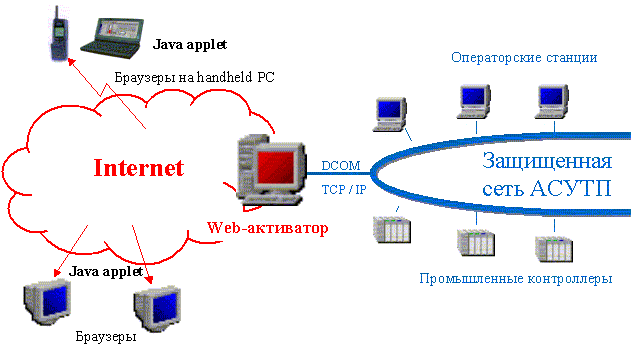 Java applet
Браузеры на handheld PC
Операторские станции
Internet
DCOM
TCP / IP
Защищенная
сеть АСУТП
Web-активатор
Java applet
Промышленные контроллеры
Браузеры